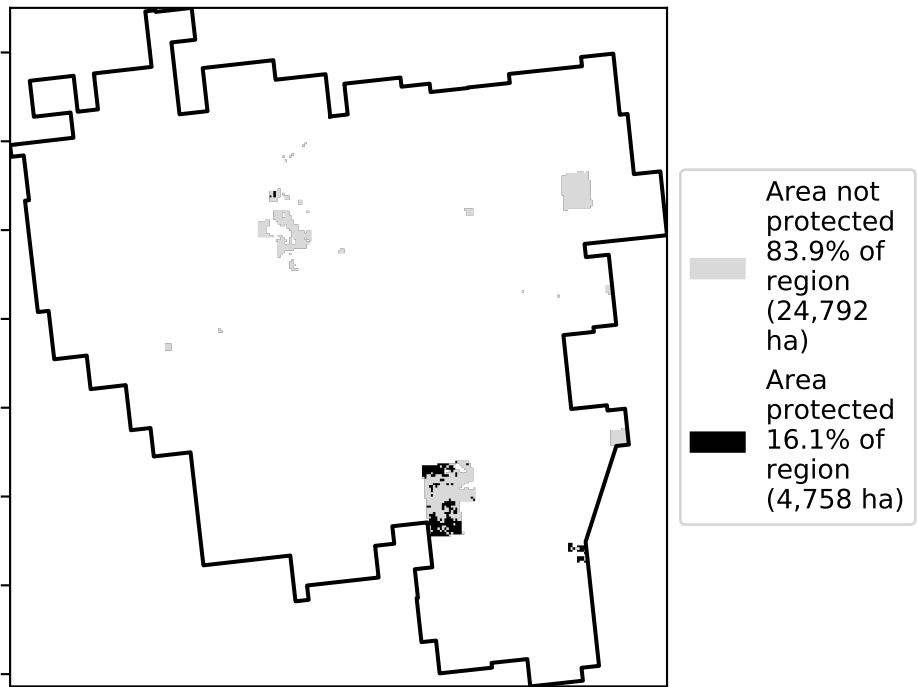 Area not
protected
83.9% of
region
(24,792
ha)
Area
protected
16.1% of
region
(4,758 ha)